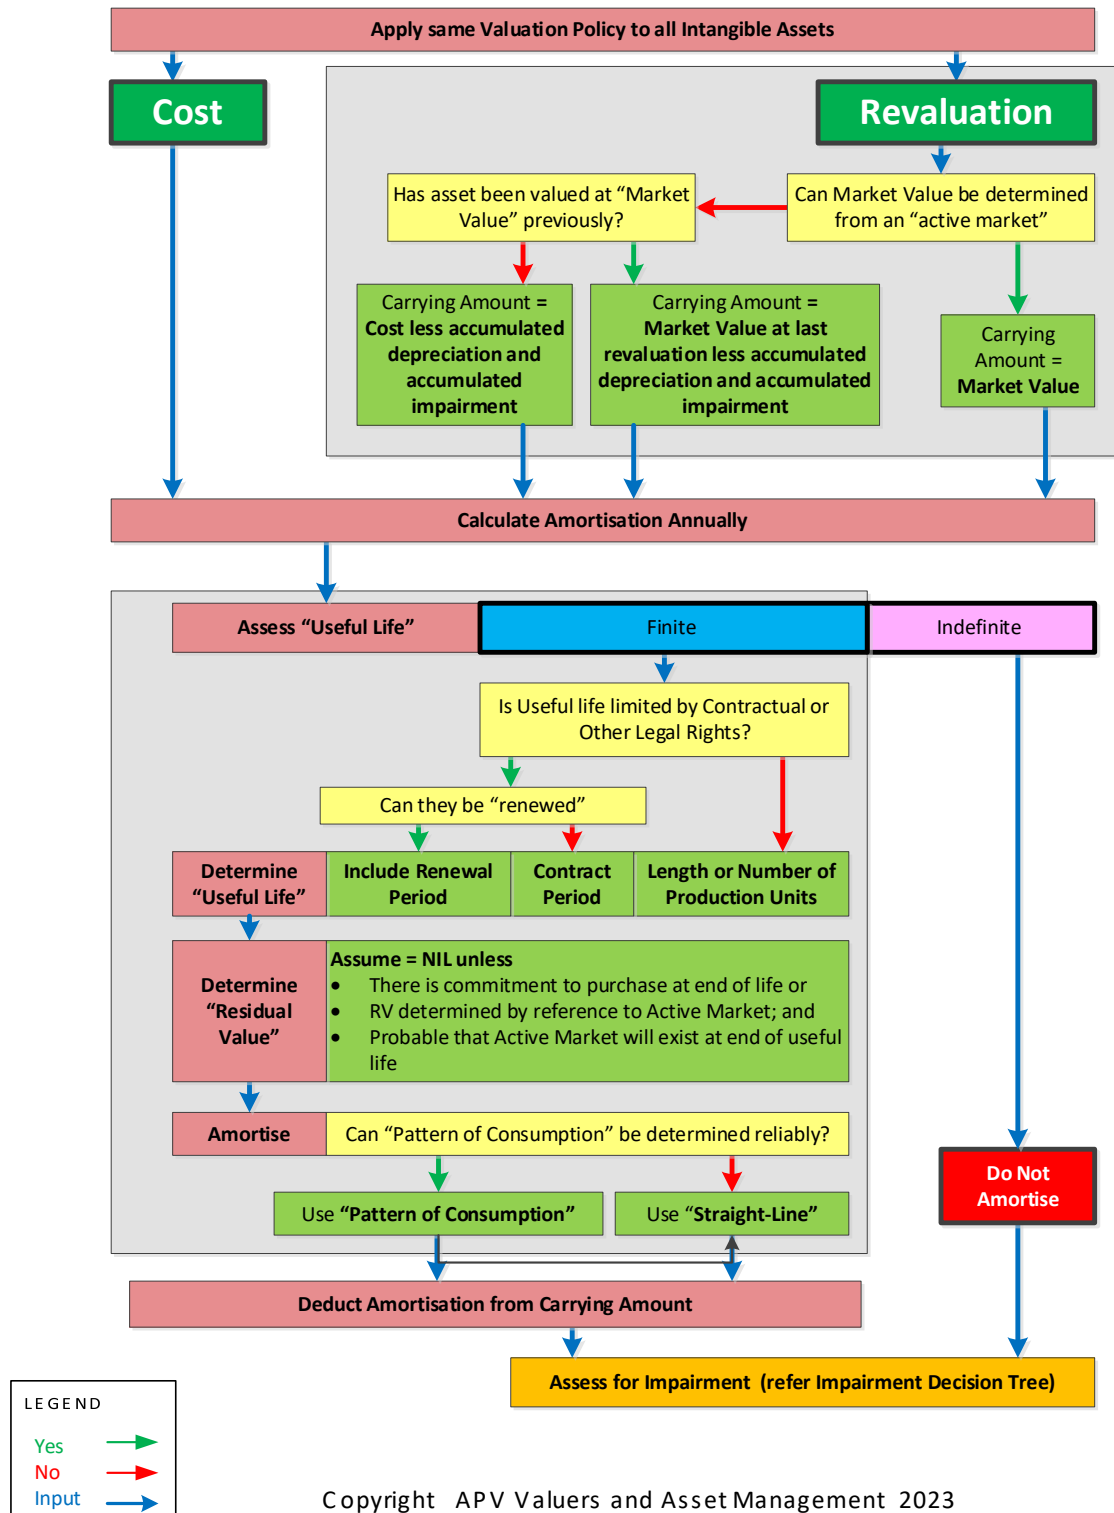 Apply same Valuation Policy to all Intangible Assets
Cost
Revaluation
Has asset been valued at “Market
Value” previously?
Can Market Value be determined
from an “active market”
Carrying Amount =
Cost less accumulated
depreciation and
accumulated
impairment
Carrying Amount =
Market Value at last
revaluation less accumulated
depreciation and accumulated
impairment
Carrying
Amount =
Market Value
Calculate Amortisation Annually
Assess “Useful Life”
Finite
Indefinite
Is Useful life limited by Contractual or
Other Legal Rights?
Can they be “renewed”
Determine
“Useful Life”
Include Renewal
Period
Contract
Period
Length or Number of
Production Units
Determine
“Residual
Value”
Assume = NIL unless
• There is commitment to purchase at end of life or
• RV determined by reference to Active Market; and
• Probable that Active Market will exist at end of useful
life
Amortise
Can “Pattern of Consumption” be determined reliably?
Use “Pattern of Consumption”
Use “Straight-Line”
Do Not
Amortise
Deduct Amortisation from Carrying Amount
Assess for Impairment (refer Impairment Decision Tree)
LEGEND
Yes
No
Input
Copyright APV Valuers and Asset Management 2023